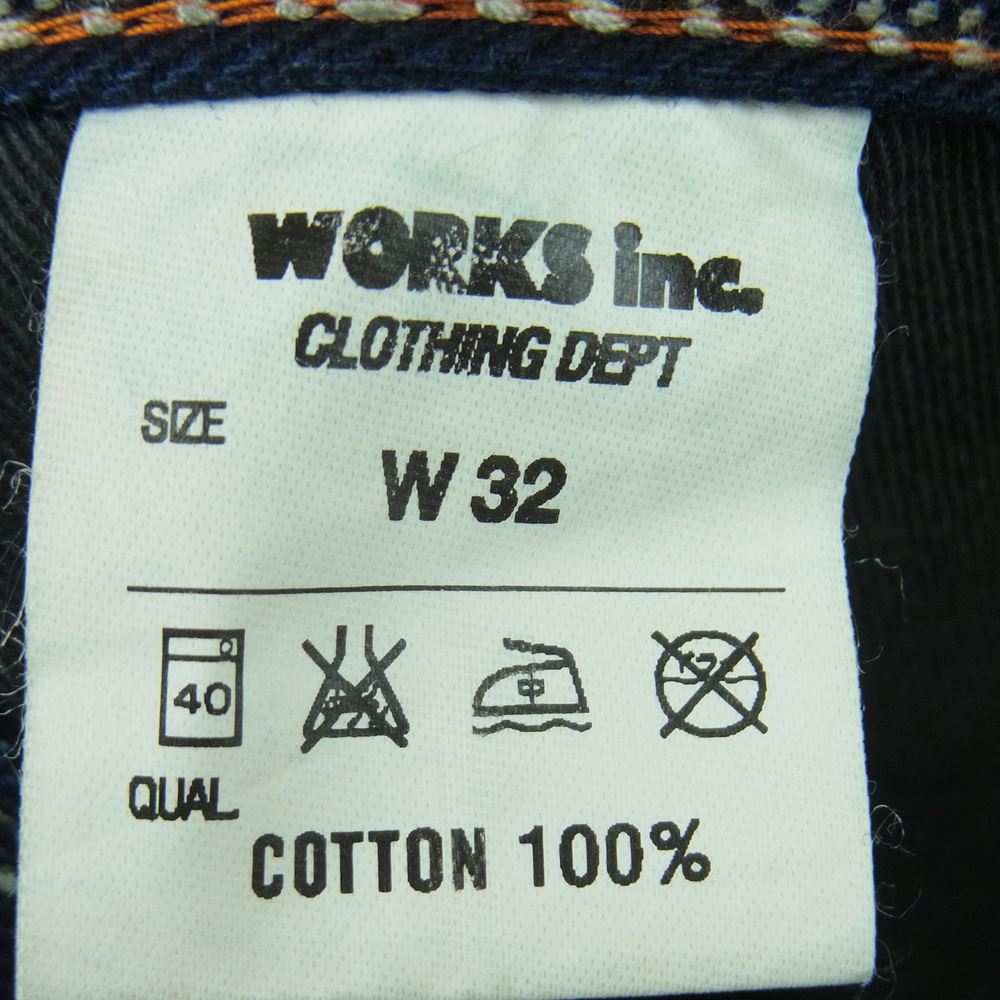 WORKS inc.
CLOTHING DEPT
SIZE
W 32
40
QUAL
COTTON 100%